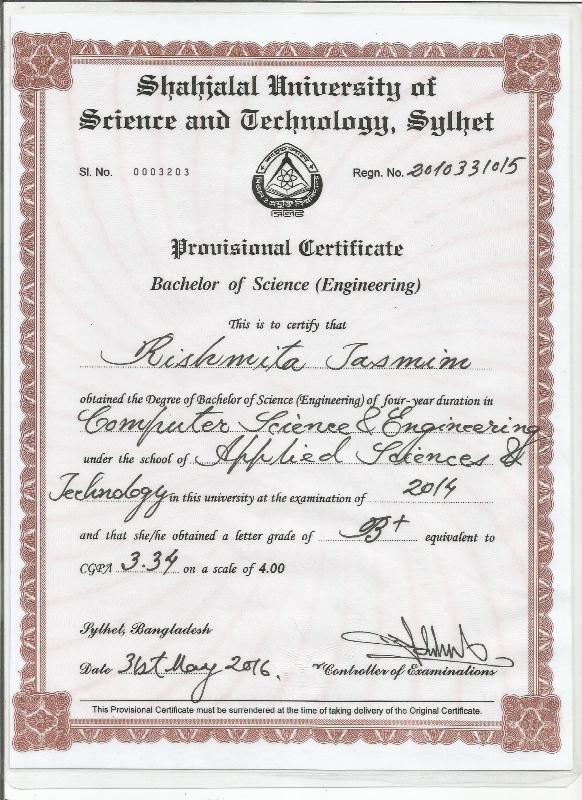 Shahjalal University of
Science and Technology, Sylhet
Sl. No. 0003203 Regn. No. 2010331015
Provisional Certificate
Bachelor of Science (Engineering)
This is to certify that
Rishmita Tasmim
obtained the Degree of Bachelor of Science (Engineering) of four-year duration in
Computer Science & Engineering
under the school of Applied Sciences &
Technology in this university at the examination of 2014
and that she/he obtained a letter grade of B+ equivalent to
CGPA 3.34 on a scale of 4.00
Sylhet, Bangladesh
Date 31st May 2016.
Controller of Examinations
This Provisional Certificate must be surrendered at the time of taking delivery of the Original Certificate.